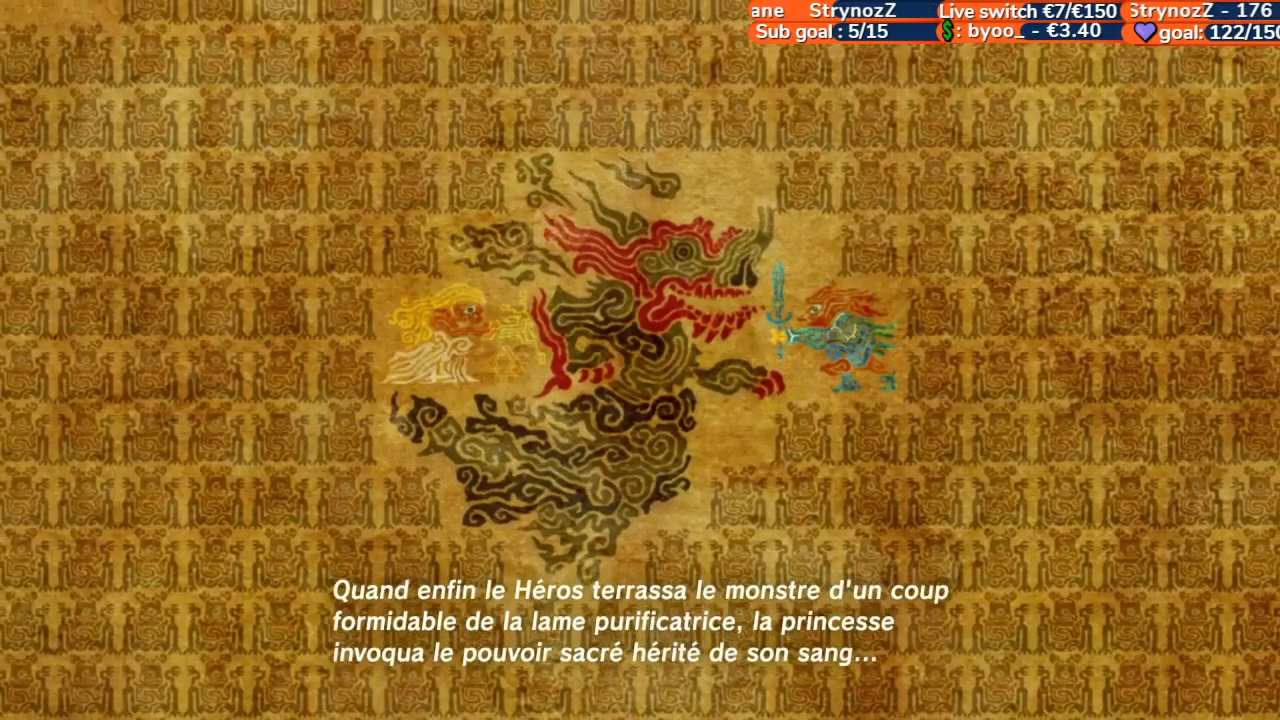 ane StrynozZ Live switch €7/€150 StrynozZ - 176
Sub goal : 5/15 : byoo_ - €3.40 goal: 122/150
Quand enfin le Héros terrassa le monstre d'un coup
formidable de la lame purificatrice, la princesse
invoqua le pouvoir sacré hérité de son sang...